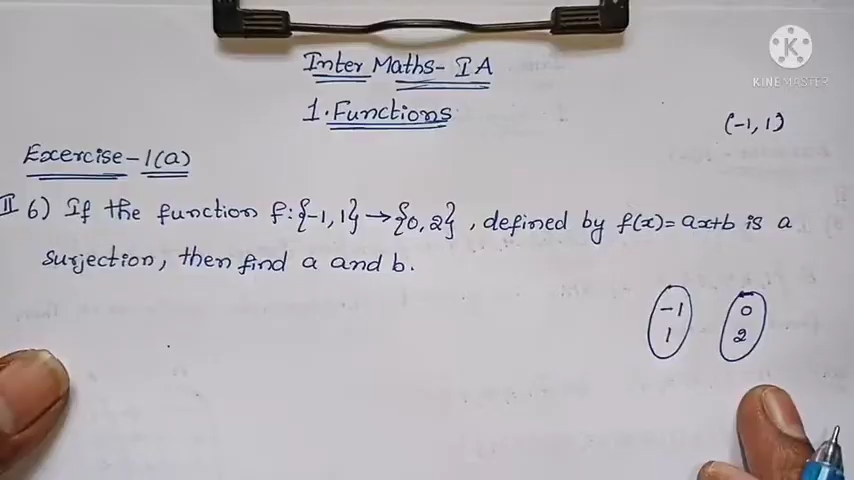 Inter Maths- IA
1. Functions
(-1, 1)
Exercise-1(a)
II 6) If the function f:{-1, 1} → {0, 2} , defined by f(x)= ax+b is a
surjection, then find a and b.
-1 0
1 2
K
KINEMASTER